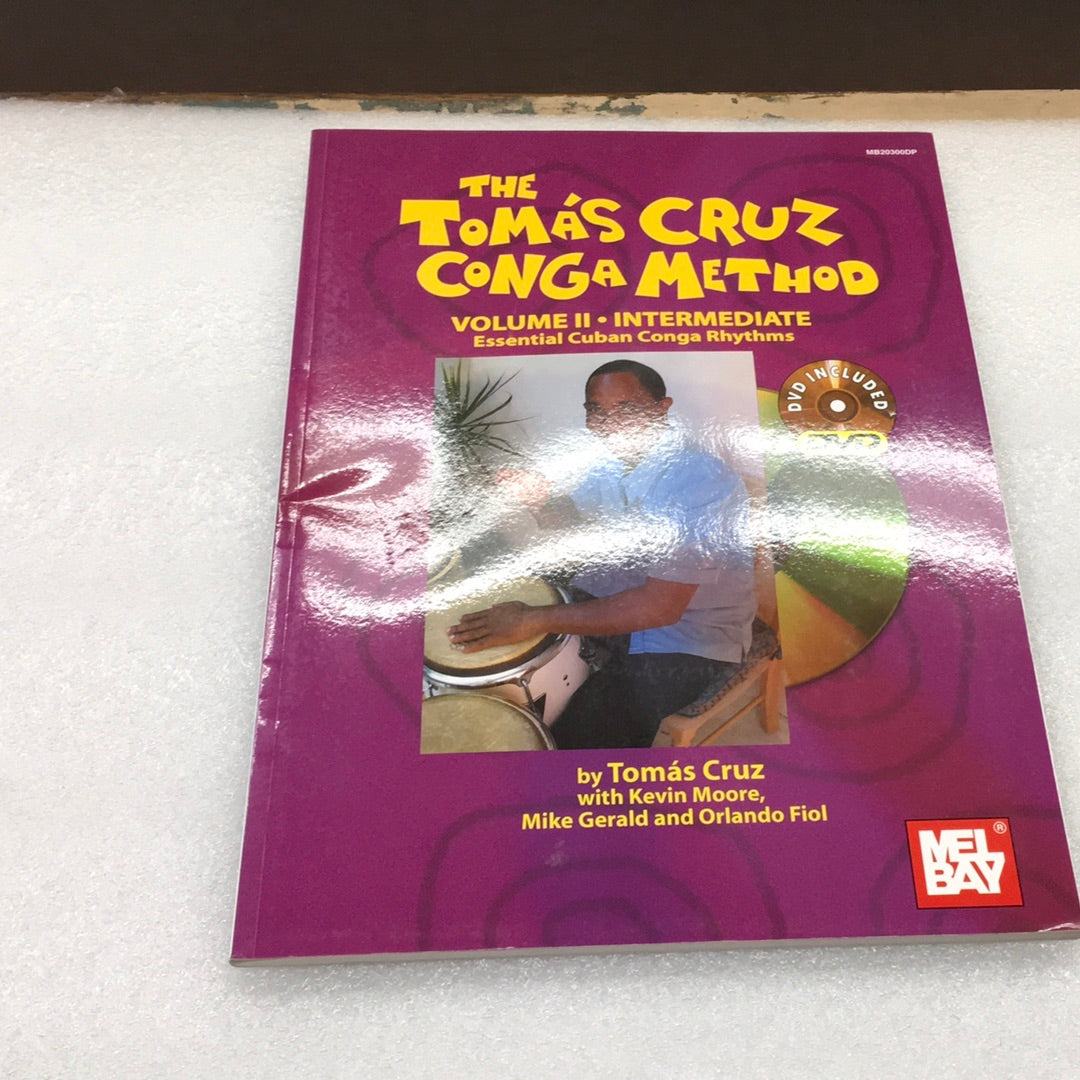 MB20300DP
THE
TOMÁS CRUZ
CONGA METHOD
VOLUME II • INTERMEDIATE
Essential Cuban Conga Rhythms
DVD INCLUDED
by Tomás Cruz
with Kevin Moore,
Mike Gerald and Orlando Fiol
MEL
BAY
®